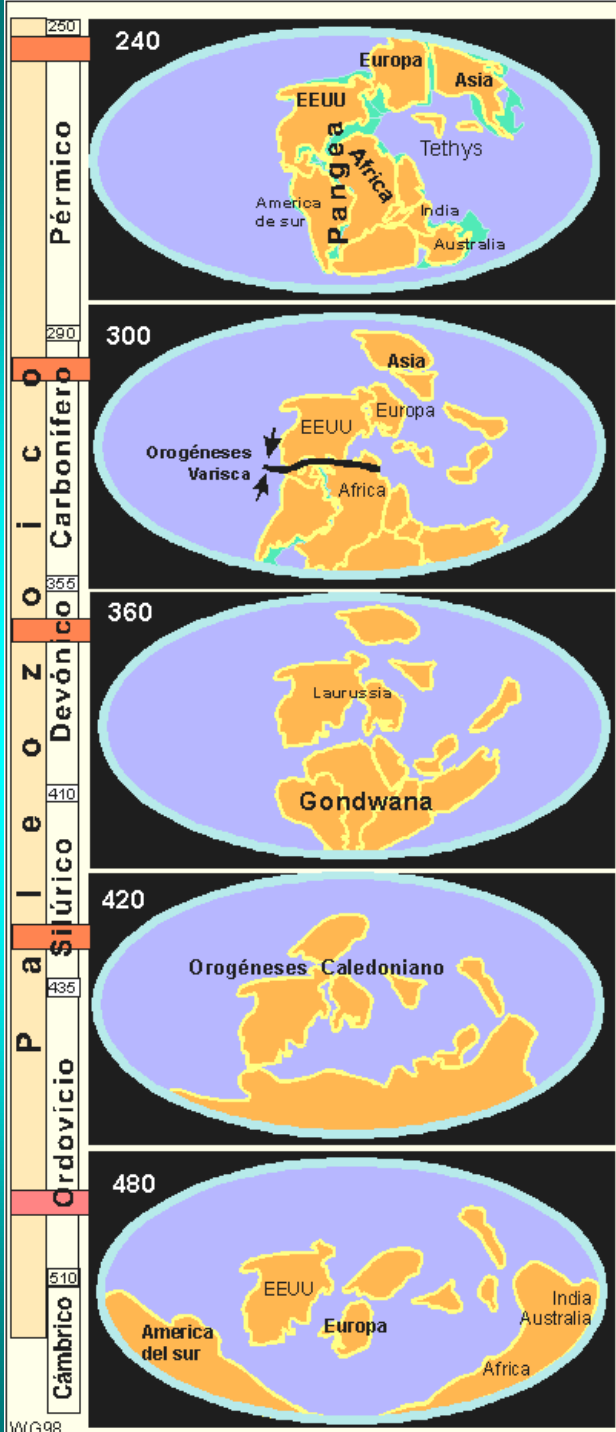 Paleozoico
250
Pérmico
290
Carbonífero
355
Devónico
410
Silúrico
435
Ordovício
510
Cámbrico
240
Europa
Asia
EEUU
Pangea
Africa
Tethys
America
de sur
India
Australia
300
Asia
EEUU
Europa
Orogéneses
Varisca
Africa
360
Laurussia
Gondwana
420
Orogéneses Caledoniano
480
EEUU
Europa
America
del sur
India
Australia
Africa
WG98